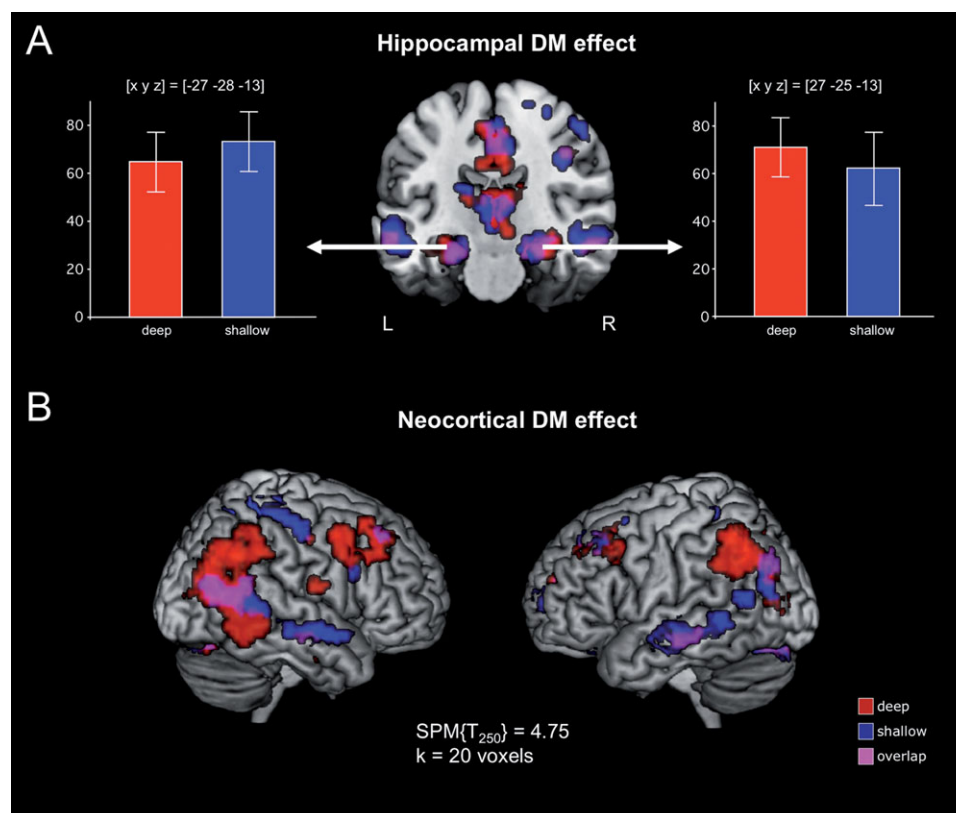 A
Hippocampal DM effect
[x y z] = [-27 -28 -13]
80
60
40
20
0
deep
shallow
L
R
[x y z] = [27 -25 -13]
80
60
40
20
0
deep
shallow
B
Neocortical DM effect
SPM{T250} = 4.75
k = 20 voxels
deep
shallow
overlap